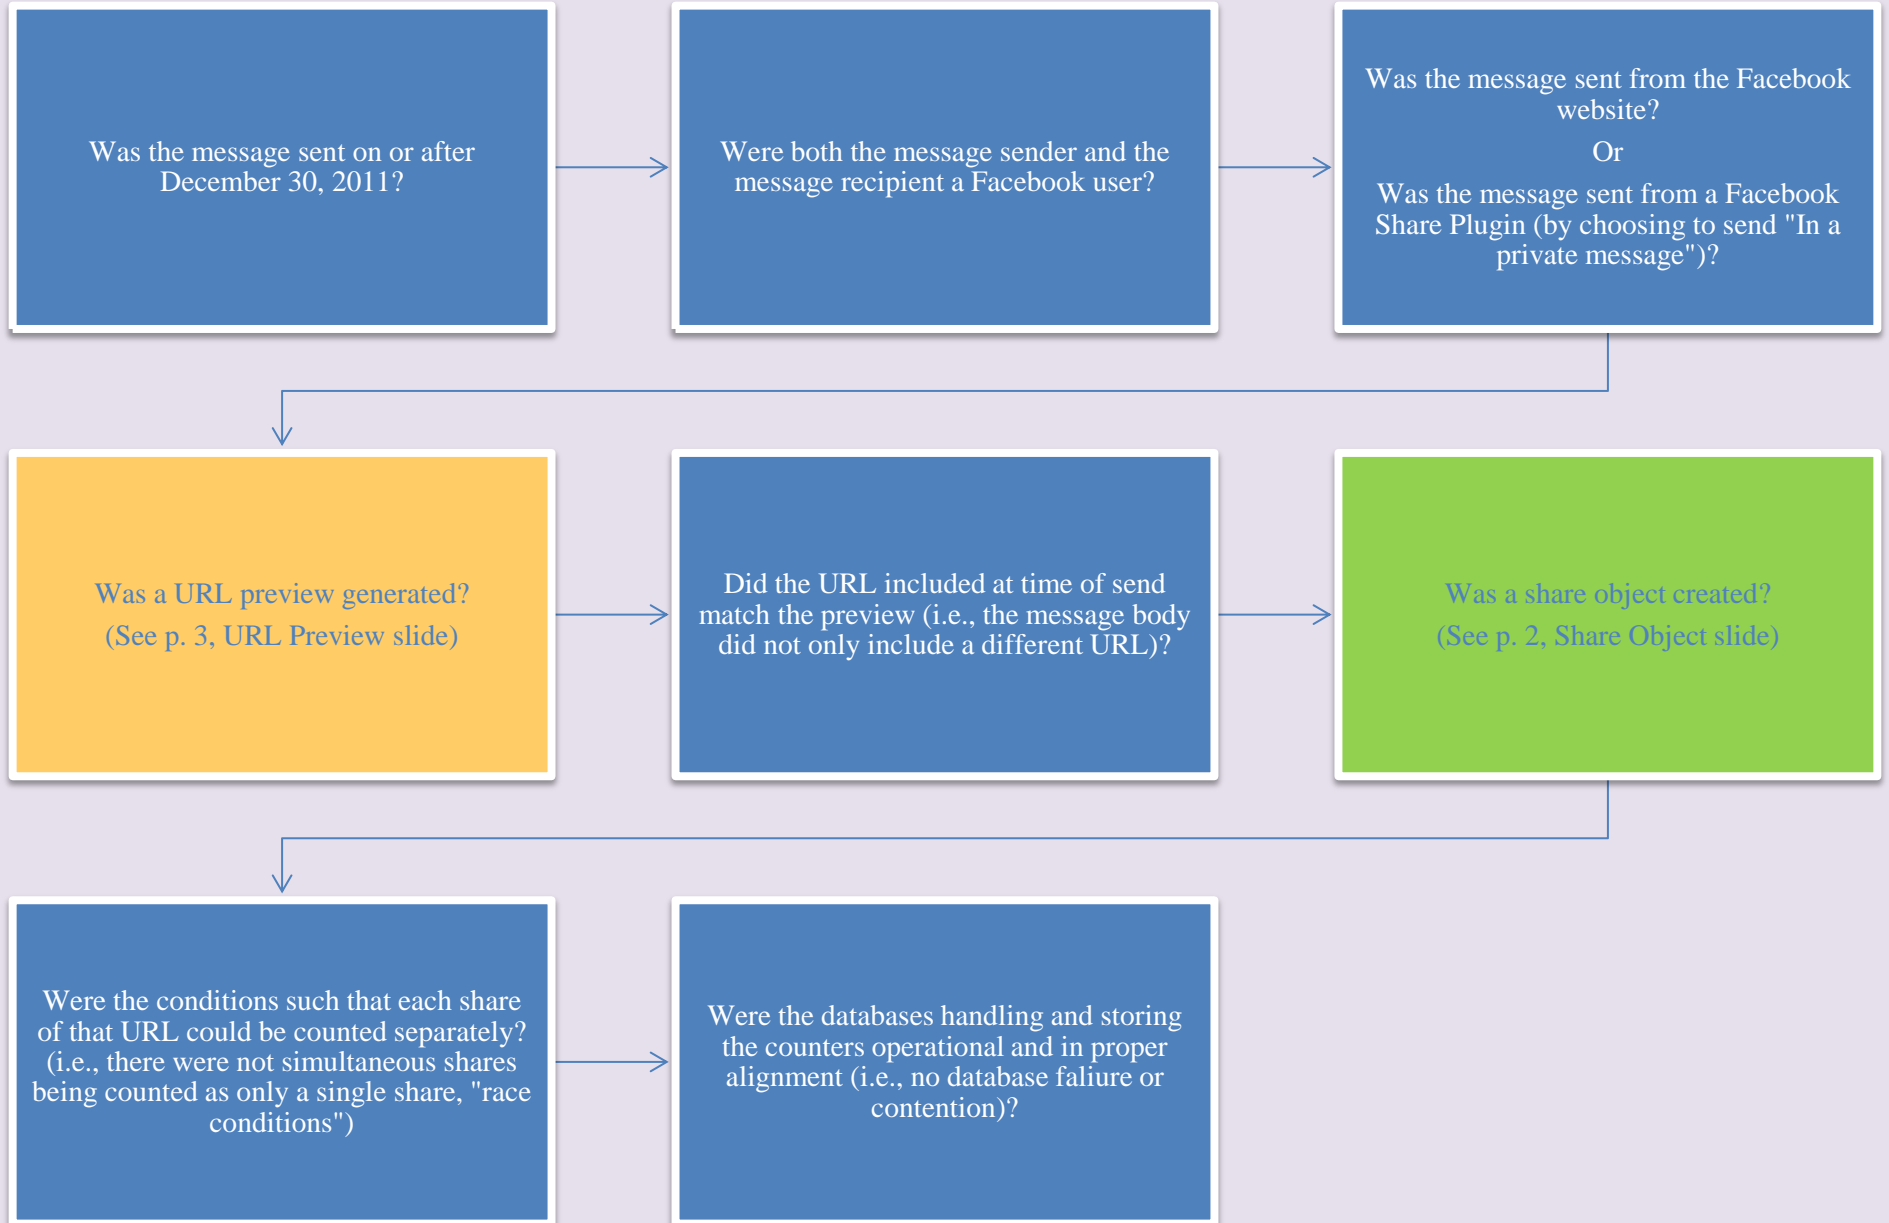 Was the message sent on or after
December 30, 2011?
Were both the message sender and the
message recipient a Facebook user?
Was the message sent from the Facebook
website?
Or
Was the message sent from a Facebook
Share Plugin (by choosing to send "In a
private message")?
Was a URL preview generated?
(See p. 3, URL Preview slide)
Did the URL included at time of send
match the preview (i.e., the message body
did not only include a different URL)?
Was a share object created?
(See p. 2, Share Object slide)
Were the conditions such that each share
of that URL could be counted separately?
(i.e., there were not simultaneous shares
being counted as only a single share, "race
conditions")
Were the databases handling and storing
the counters operational and in proper
alignment (i.e., no database faliure or
contention)?